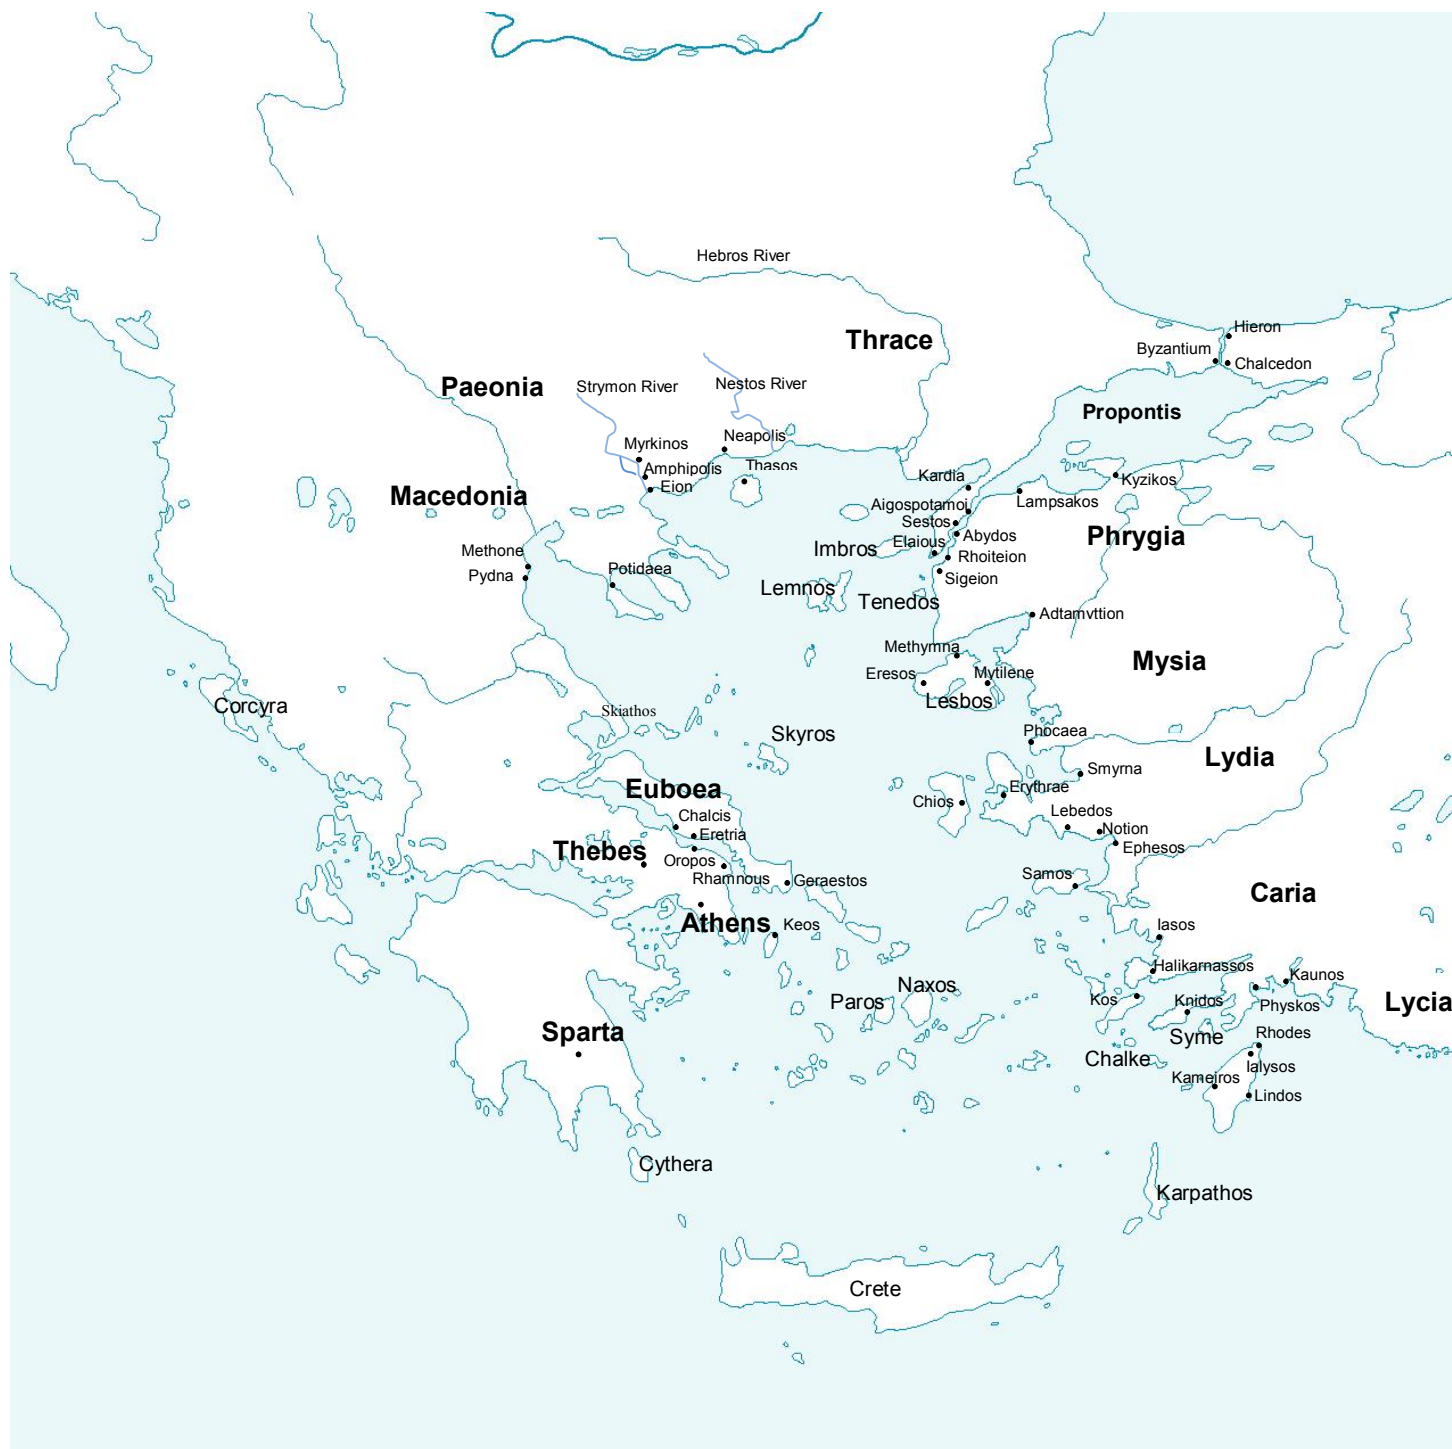 Hebros River
Hieron
Thrace
Byzantium
Chalcedon
Paeonia
Strymon River
Nestos River
Propontis
Myrkinos
Neapolis
Amphipolis
Thasos
Eion
Kardia
Kyzikos
Macedonia
Aigospotamoi
Lampsakos
Sestos
Abydos
Phrygia
Imbros
Elaious
Rhoiteion
Methone
Pydna
Potidaea
Sigeion
Lemnos
Tenedos
Adtamvttion
Methymna
Mysia
Eresos
Mytilene
Lesbos
Corcyra
Skiathos
Skyros
Phocaea
Lydia
Smyrna
Euboea
Erythrae
Chios
Chalcis
Lebedos
Eretria
Notion
Thebes
Ephesos
Oropos
Rhamnous
Geraestos
Samos
Caria
Athens
Keos
Iasos
Halikarnassos
Kaunos
Naxos
Paros
Kos
Knidos
Physkos
Lycia
Sparta
Syme
Rhodes
Chalke
Ialysos
Kameiros
Lindos
Cythera
Karpathos
Crete